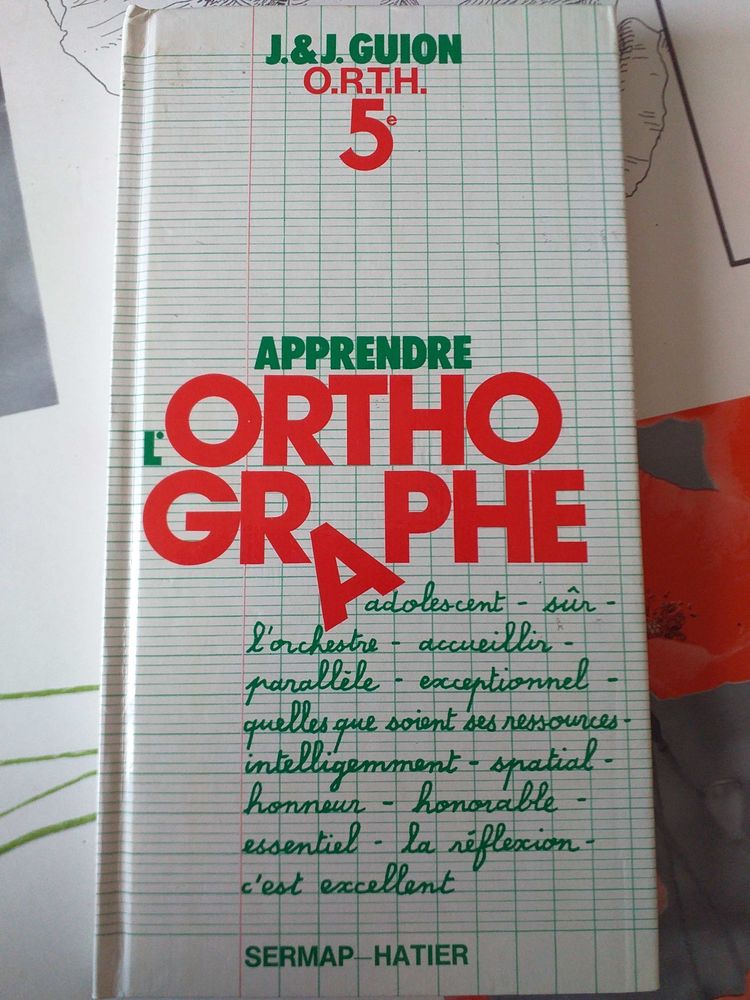 J.&J. GUION
O.R.T.H.
5e
APPRENDRE
L'ORTHO
GRAPHE
adolescent - sûr -
l'orchestre - accueillir -
parallèle - exceptionnel -
quelles que soient ses ressources -
intelligemment - spatial -
honneur - honorable -
essentiel - la réflexion -
c'est excellent
SERMAP-HATIER